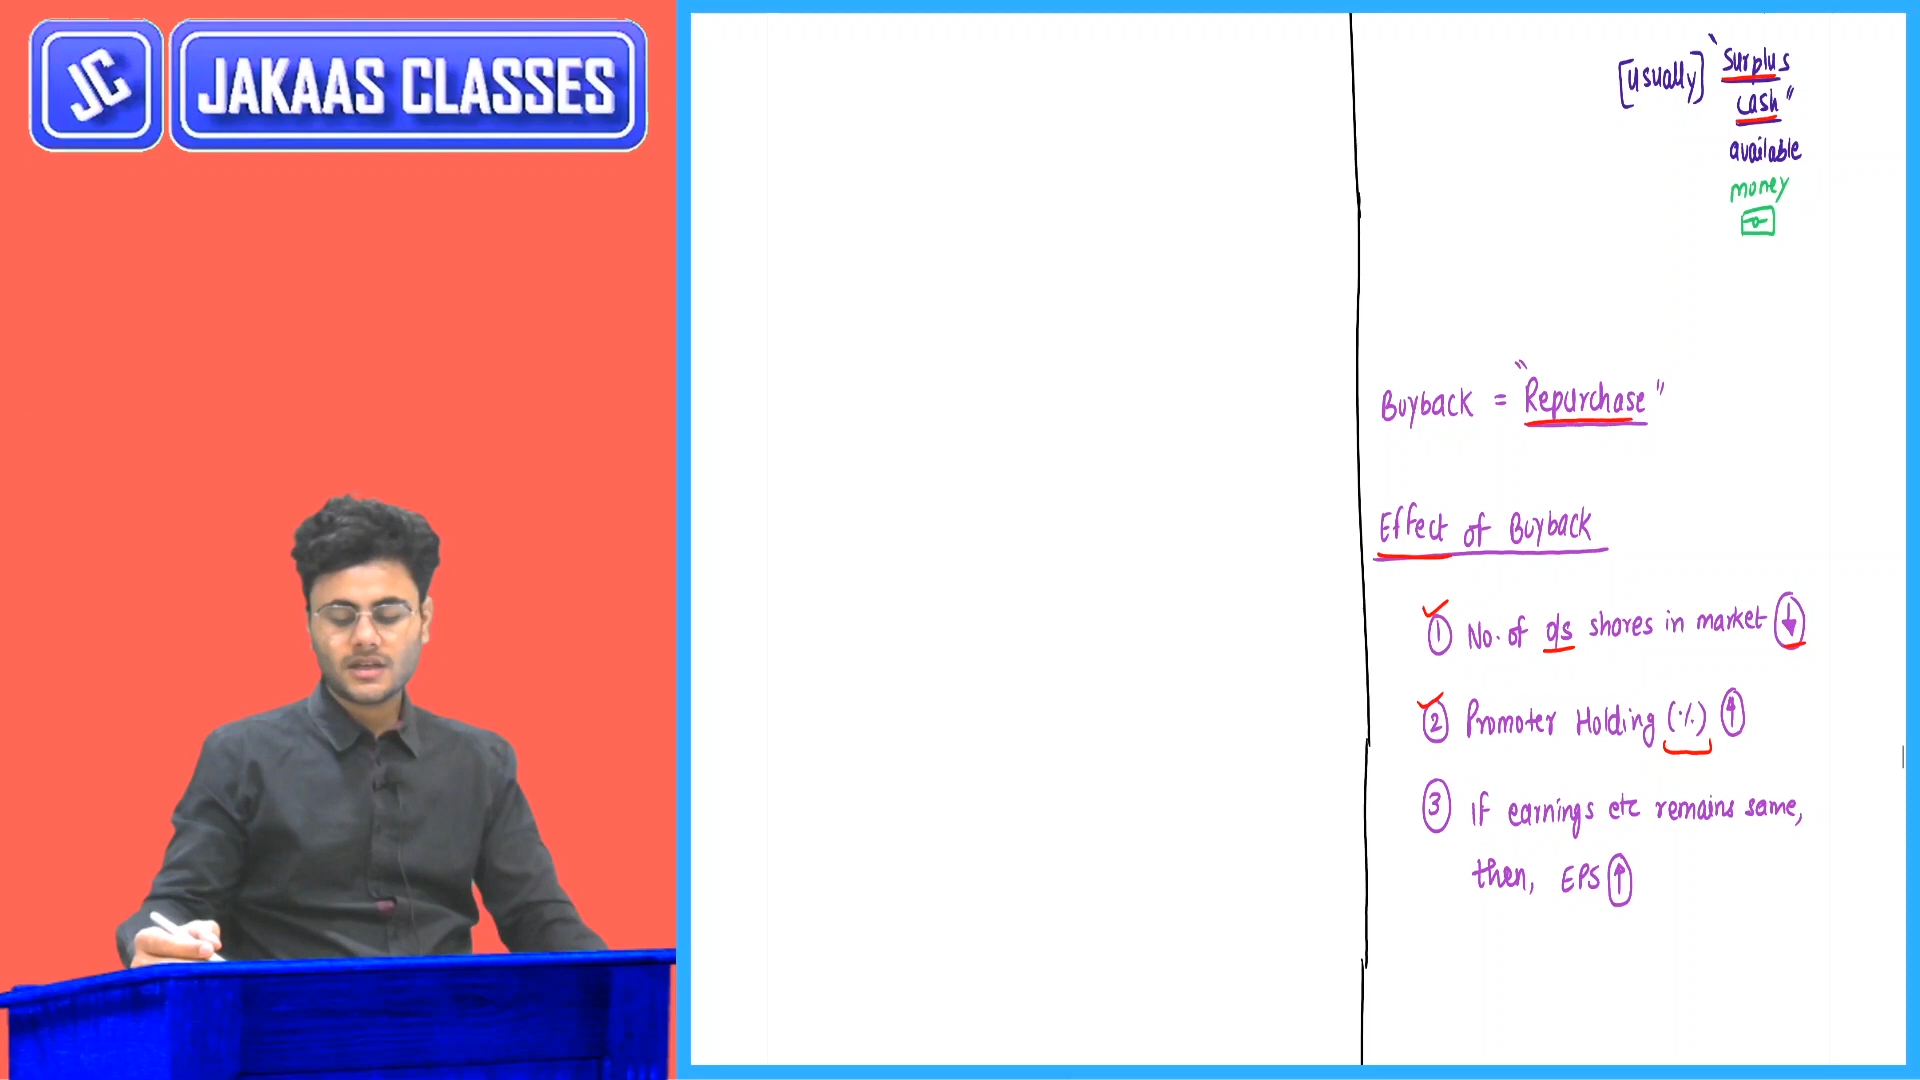 JC JAKAAS CLASSES
[usually] "Surplus
cash"
available
money
Buyback = "Repurchase"
Effect of Buyback
① No. of o/s shares in market ↓
② Promoter Holding (%) ↑
③ If earnings etc remains same,
then, EPS ↑